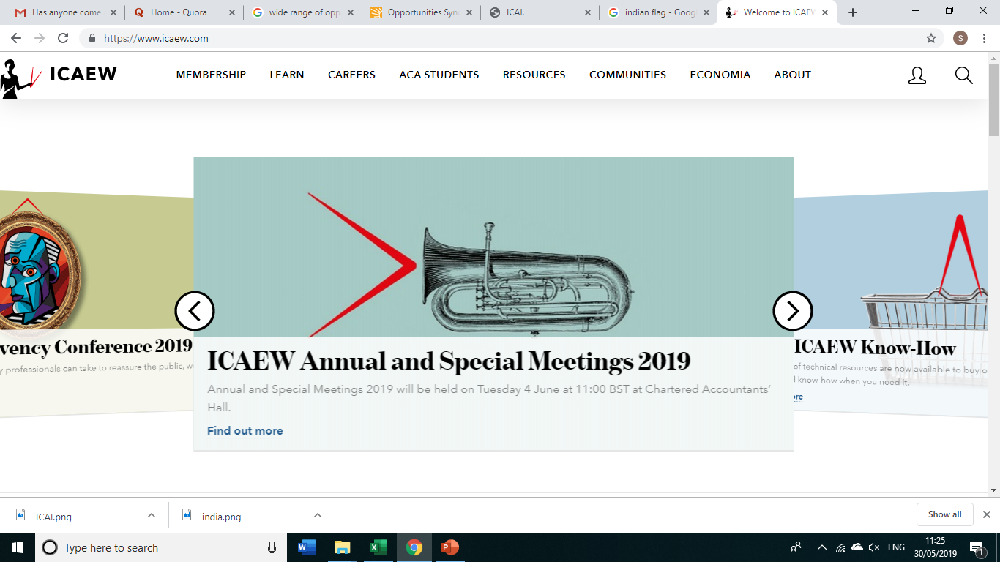 Has anyone come
Home - Quora
wide range of opp
Opportunities Syn
ICAI.
indian flag - Goog
Welcome to ICAEW
https://www.icaew.com
S
ICAEW
MEMBERSHIP
LEARN
CAREERS
ACA STUDENTS
RESOURCES
COMMUNITIES
ECONOMIA
ABOUT
vency Conference 2019
y professionals can take to reassure the public, w
ICAEW Annual and Special Meetings 2019
Annual and Special Meetings 2019 will be held on Tuesday 4 June at 11:00 BST at Chartered Accountants'
Hall.
Find out more
ICAEW Know-How
of technical resources are now available to buy o
know-how when you need it.
ore
ICAI.png
india.png
Show all
Type here to search
ENG
11:25
30/05/2019
1